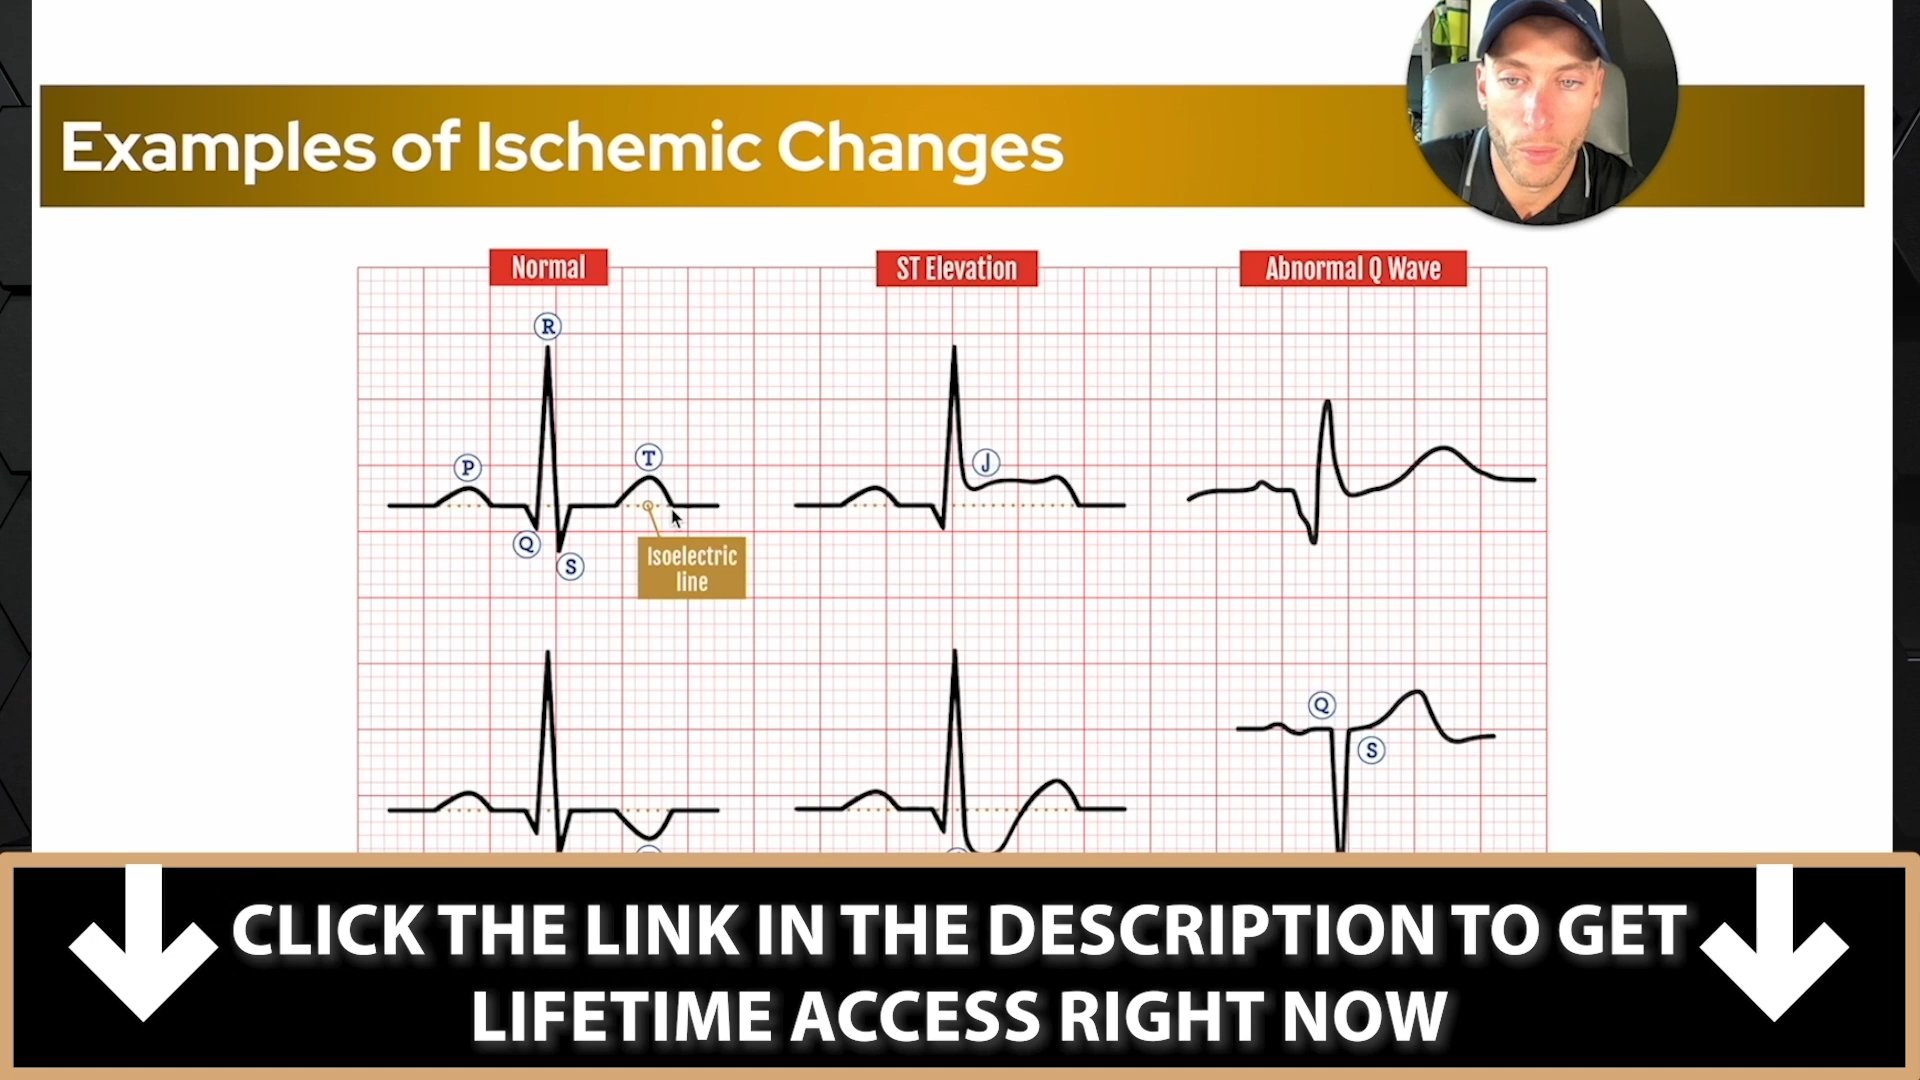 Examples of Ischemic Changes
Normal
ST Elevation
Abnormal Q Wave
R
P
T
J
Q
S
Isoelectric
line
Q
S
CLICK THE LINK IN THE DESCRIPTION TO GET
LIFETIME ACCESS RIGHT NOW